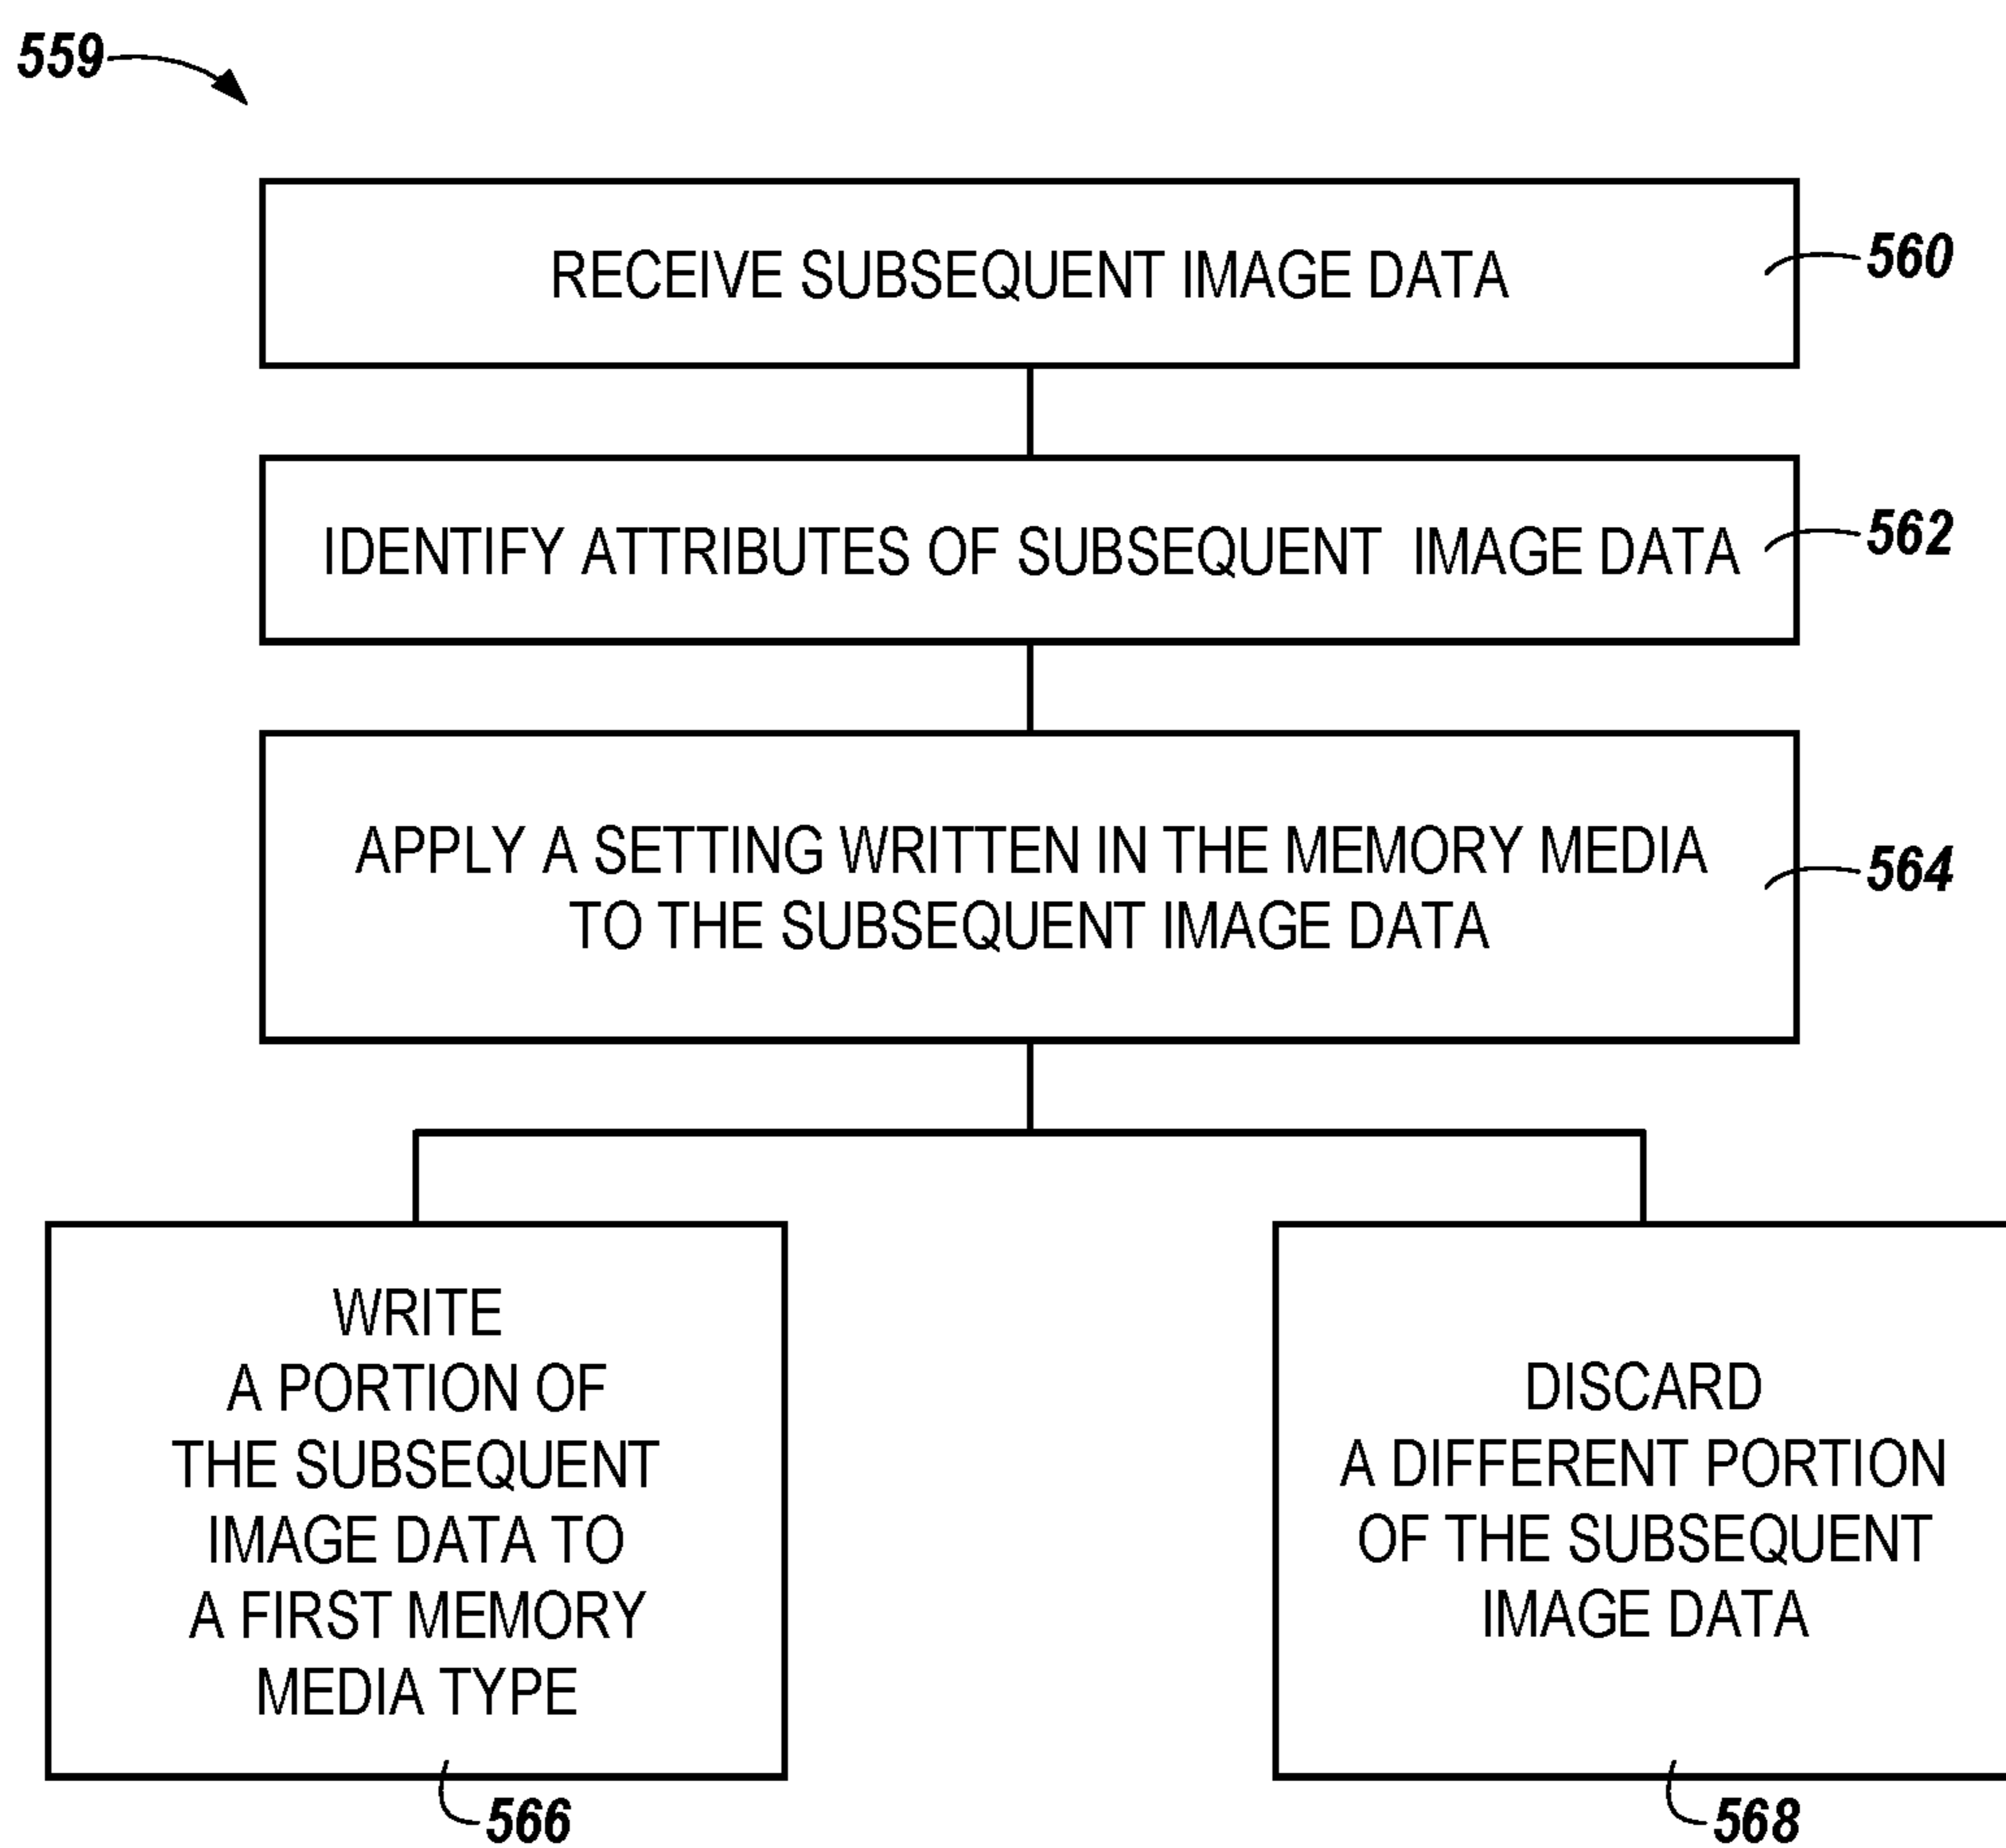 559
RECEIVE SUBSEQUENT IMAGE DATA
560
IDENTIFY ATTRIBUTES OF SUBSEQUENT IMAGE DATA
562
APPLY A SETTING WRITTEN IN THE MEMORY MEDIA
TO THE SUBSEQUENT IMAGE DATA
564
WRITE
A PORTION OF
THE SUBSEQUENT
IMAGE DATA TO
A FIRST MEMORY
MEDIA TYPE
566
DISCARD
A DIFFERENT PORTION
OF THE SUBSEQUENT
IMAGE DATA
568